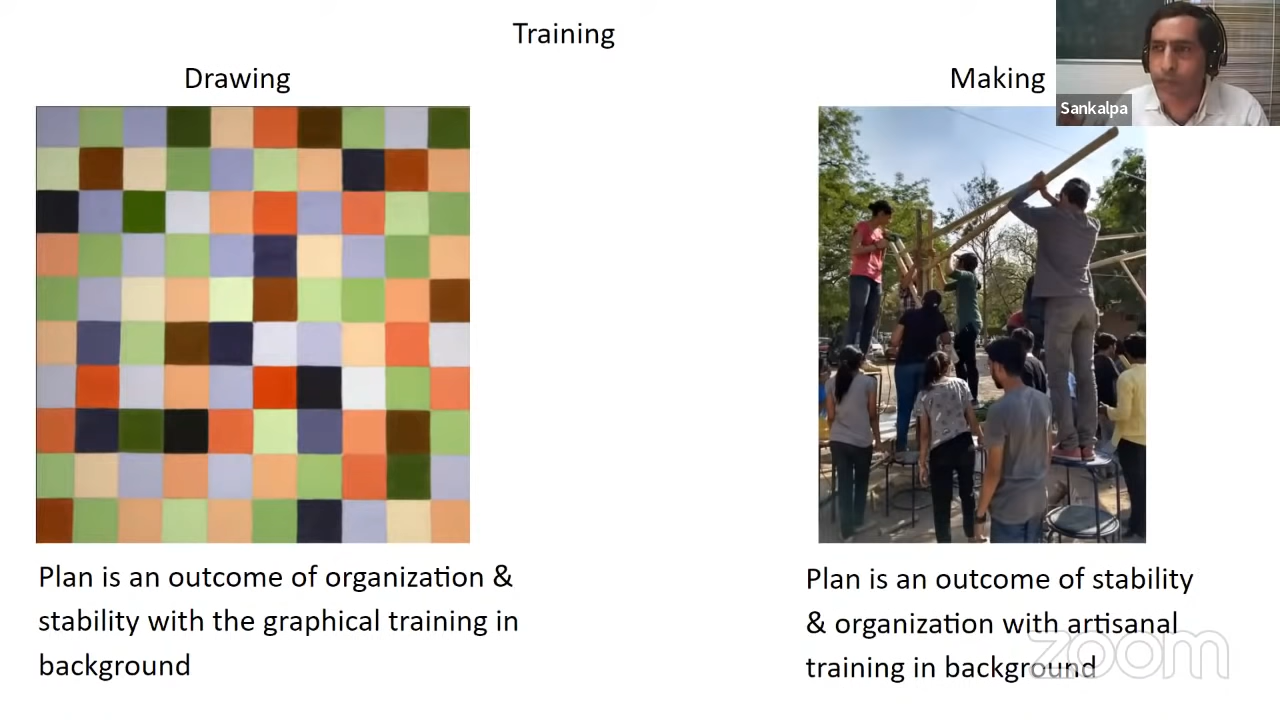 Training
Drawing
Making
Sankalpa
Plan is an outcome of organization &
stability with the graphical training in
background
Plan is an outcome of stability
& organization with artisanal
training in background
zoom